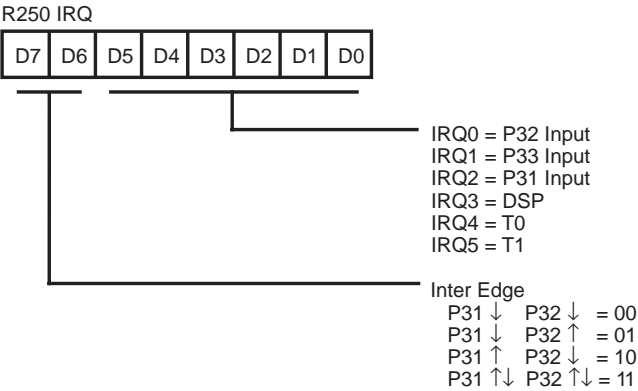 R250 IRQ
D7 D6 D5 D4 D3 D2 D1 D0
IRQ0 = P32 Input
IRQ1 = P33 Input
IRQ2 = P31 Input
IRQ3 = DSP
IRQ4 = T0
IRQ5 = T1
Inter Edge
P31 ↓ P32 ↓ = 00
P31 ↓ P32 ↑ = 01
P31 ↑ P32 ↓ = 10
P31 ↑↓ P32 ↑↓ = 11